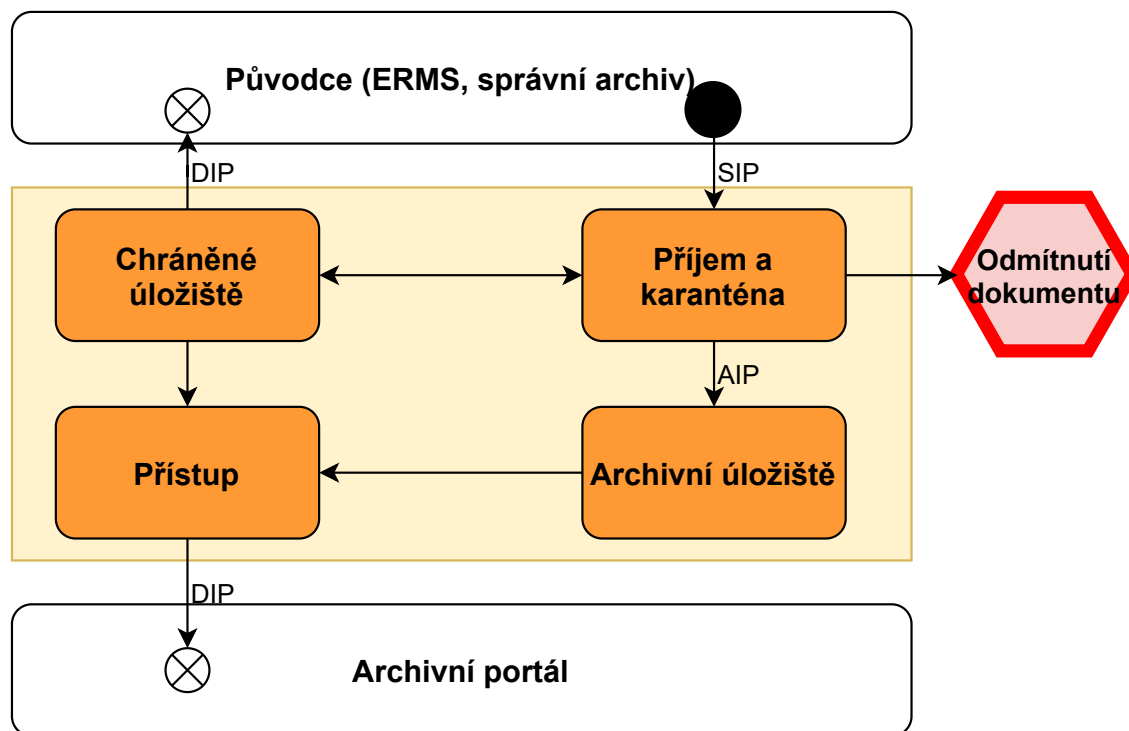 Původce (ERMS, správní archiv)
DIP
SIP
Chráněné
úložiště
Příjem a
karanténa
Odmítnutí
dokumentu
AIP
Přístup
Archivní úložiště
DIP
Archivní portál